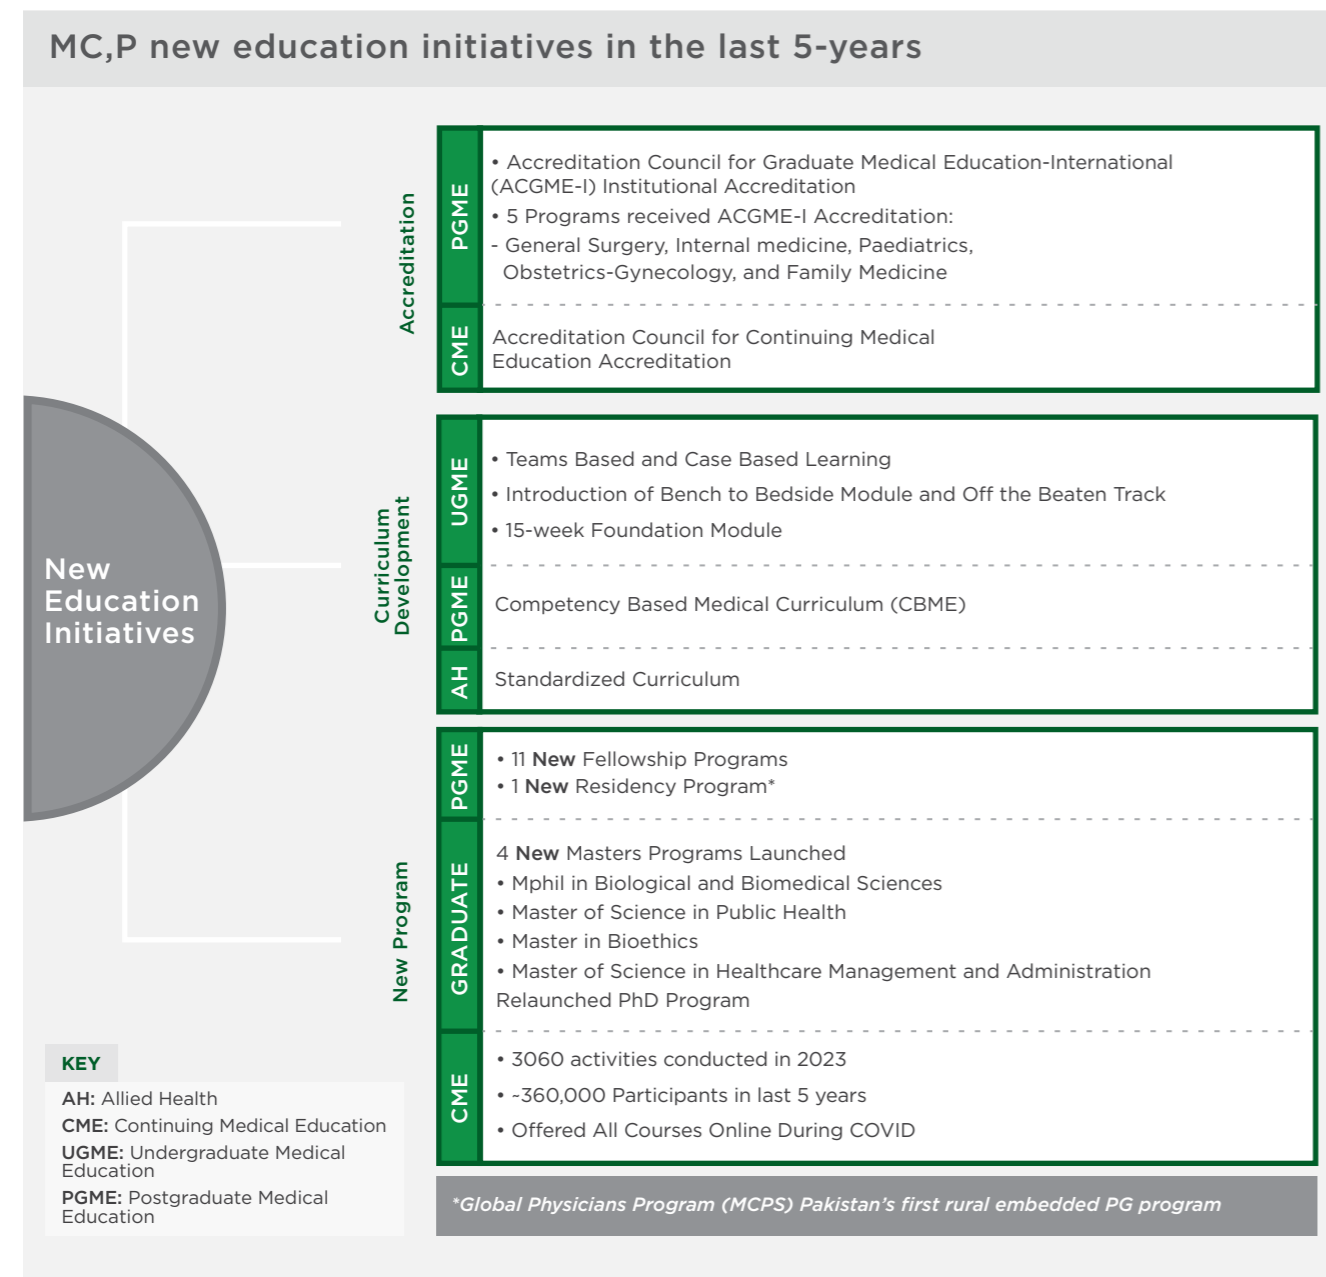 MC,P new education initiatives in the last 5-years
New
Education
Initiatives
Accreditation
PGME
• Accreditation Council for Graduate Medical Education-International
(ACGME-I) Institutional Accreditation
• 5 Programs received ACGME-I Accreditation:
- General Surgery, Internal medicine, Paediatrics,
Obstetrics-Gynecology, and Family Medicine
CME
Accreditation Council for Continuing Medical
Education Accreditation
Curriculum
Development
UGME
• Teams Based and Case Based Learning
• Introduction of Bench to Bedside Module and Off the Beaten Track
• 15-week Foundation Module
PGME
Competency Based Medical Curriculum (CBME)
AH
Standardized Curriculum
New Program
PGME
• 11 New Fellowship Programs
• 1 New Residency Program*
GRADUATE
4 New Masters Programs Launched
• Mphil in Biological and Biomedical Sciences
• Master of Science in Public Health
• Master in Bioethics
• Master of Science in Healthcare Management and Administration
Relaunched PhD Program
CME
• 3060 activities conducted in 2023
• ~360,000 Participants in last 5 years
• Offered All Courses Online During COVID
KEY
AH: Allied Health
CME: Continuing Medical Education
UGME: Undergraduate Medical
Education
PGME: Postgraduate Medical
Education
*Global Physicians Program (MCPS) Pakistan's first rural embedded PG program